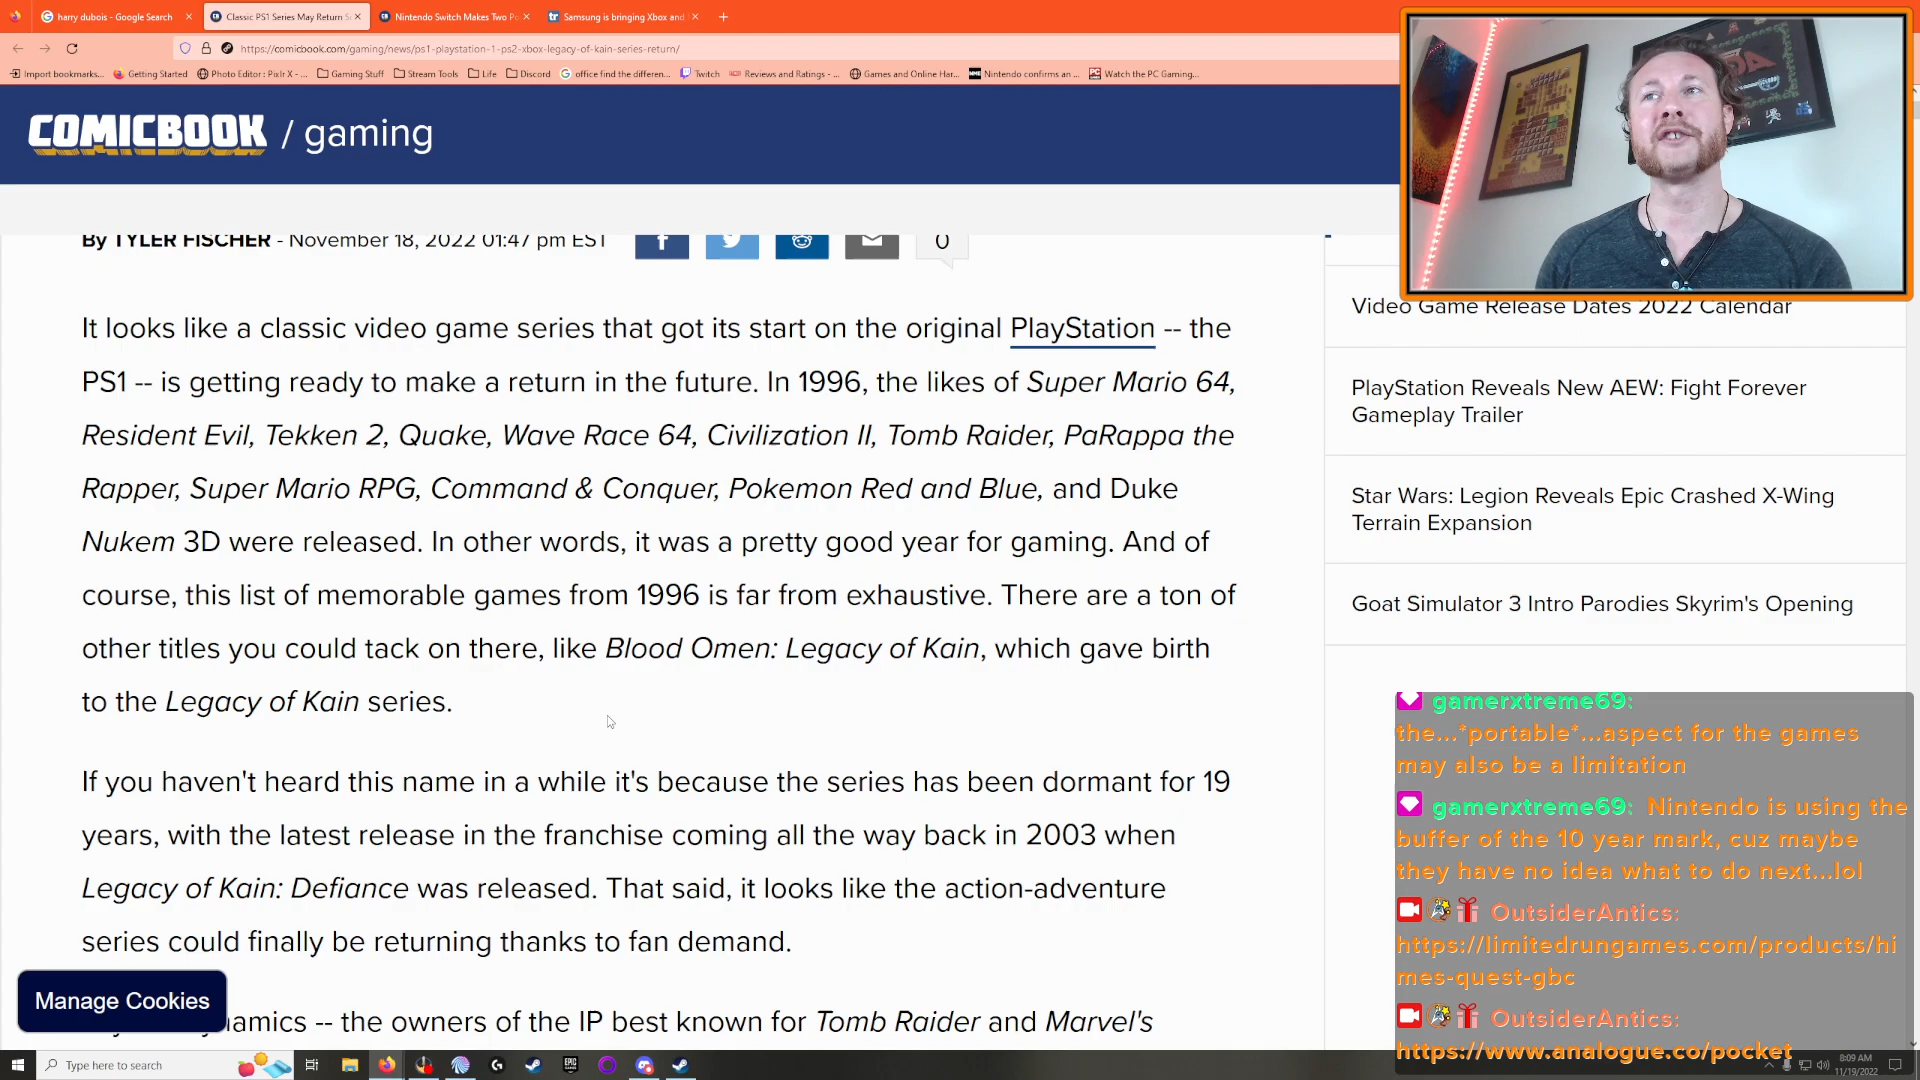 harry dubois - Google Search
Classic PS1 Series May Return S
Nintendo Switch Makes Two Po
Samsung is bringing Xbox and
https://comicbook.com/gaming/news/ps1-playstation-1-ps2-xbox-legacy-of-kain-series-return/
Import bookmarks...
Getting Started
Photo Editor : Pixlr X - ...
Gaming Stuff
Stream Tools
Life
Discord
office find the differen...
Twitch
Reviews and Ratings - ...
Games and Online Har...
Nintendo confirms an ...
Watch the PC Gaming...
COMICBOOK / gaming
By TYLER FISCHER - November 18, 2022 01:47 pm EST
0
It looks like a classic video game series that got its start on the original PlayStation -- the
PS1 -- is getting ready to make a return in the future. In 1996, the likes of Super Mario 64,
Resident Evil, Tekken 2, Quake, Wave Race 64, Civilization II, Tomb Raider, PaRappa the
Rapper, Super Mario RPG, Command & Conquer, Pokemon Red and Blue, and Duke
Nukem 3D were released. In other words, it was a pretty good year for gaming. And of
course, this list of memorable games from 1996 is far from exhaustive. There are a ton of
other titles you could tack on there, like Blood Omen: Legacy of Kain, which gave birth
to the Legacy of Kain series.
If you haven't heard this name in a while it's because the series has been dormant for 19
years, with the latest release in the franchise coming all the way back in 2003 when
Legacy of Kain: Defiance was released. That said, it looks like the action-adventure
series could finally be returning thanks to fan demand.
namics -- the owners of the IP best known for Tomb Raider and Marvel's
Manage Cookies
Video Game Release Dates 2022 Calendar
PlayStation Reveals New AEW: Fight Forever
Gameplay Trailer
Star Wars: Legion Reveals Epic Crashed X-Wing
Terrain Expansion
Goat Simulator 3 Intro Parodies Skyrim's Opening
gamerxtreme69:
the...*portable*...aspect for the games
may also be a limitation
gamerxtreme69: Nintendo is using the
buffer of the 10 year mark, cuz maybe
they have no idea what to do next...lol
OutsiderAntics:
https://limitedrungames.com/products/hi
mes-quest-gbc
OutsiderAntics:
https://www.analogue.co/pocket
Type here to search
8:09 AM
11/19/2022